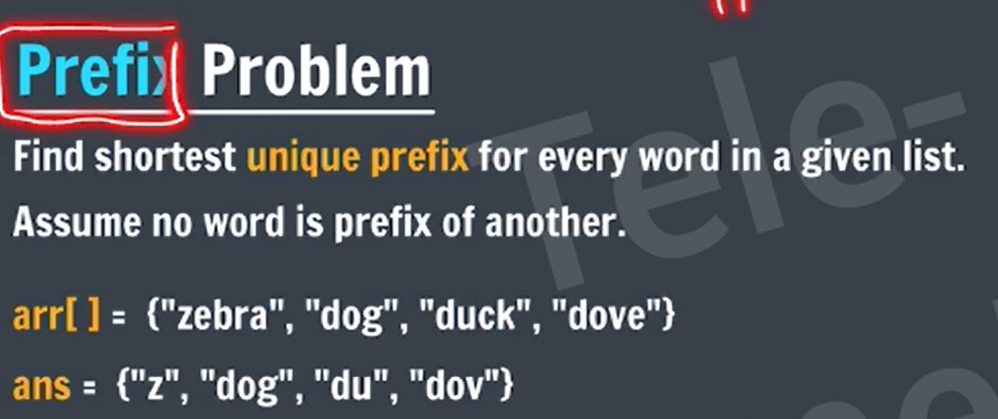 Prefix Problem
Find shortest unique prefix for every word in a given list.
Assume no word is prefix of another.
arr[ ] = {"zebra", "dog", "duck", "dove"}
ans = {"z", "dog", "du", "dov"}
Tele-